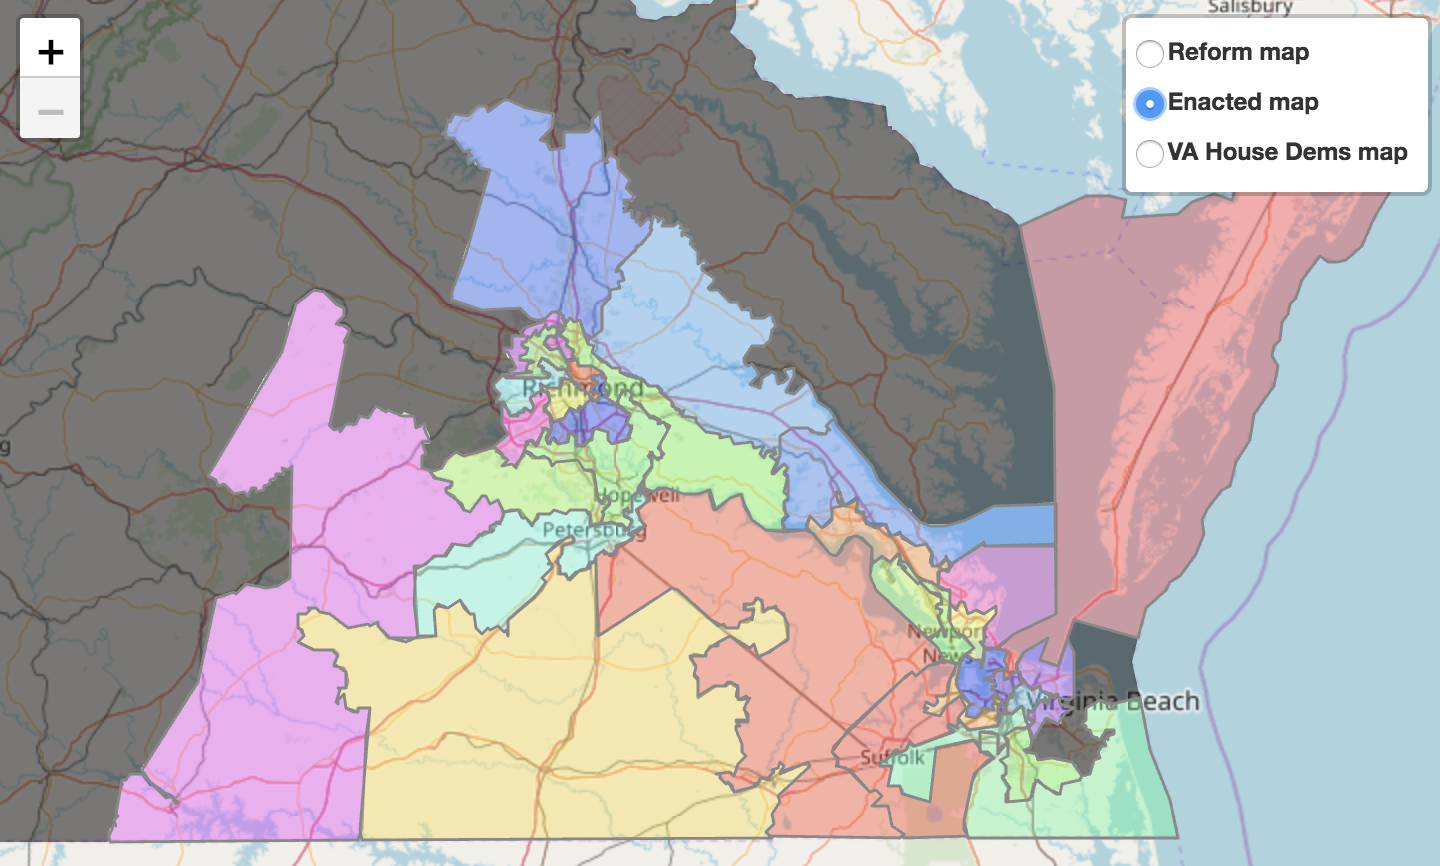 Salisbury
+
Reform map
Enacted map
VA House Dems map
−
Richmond
g
Hopewell
Petersburg
Newport
News
Virginia Beach
Suffolk